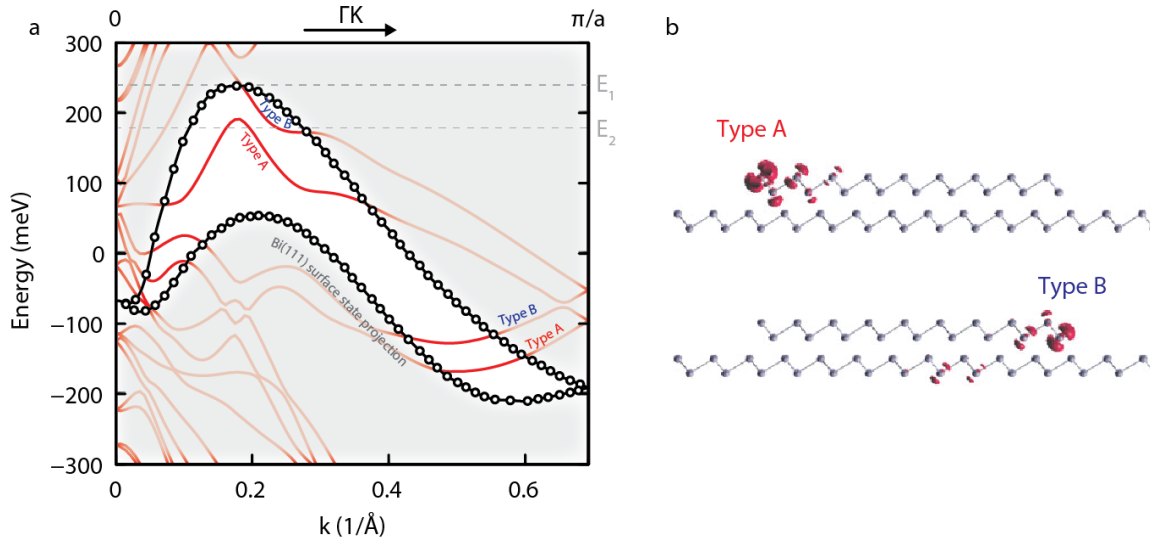 a
0
ΓK
π/a
b
300
200
100
0
−100
−200
−300
Energy (meV)
E1
E2
Type B
Type A
Bi(111) surface state
projection
Type B
Type A
0
0.2
0.4
0.6
k (1/Å)
Type A
Type B